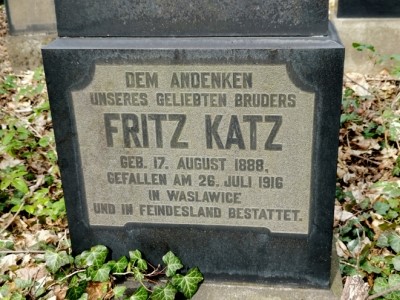 DEM ANDENKEN
UNSERES GELIEBTEN BRUDERS
FRITZ KATZ
GEB. 17. AUGUST 1888,
GEFALLEN AM 26. JULI 1916
IN WASLAWICE
UND IN FEINDESLAND BESTATTET.